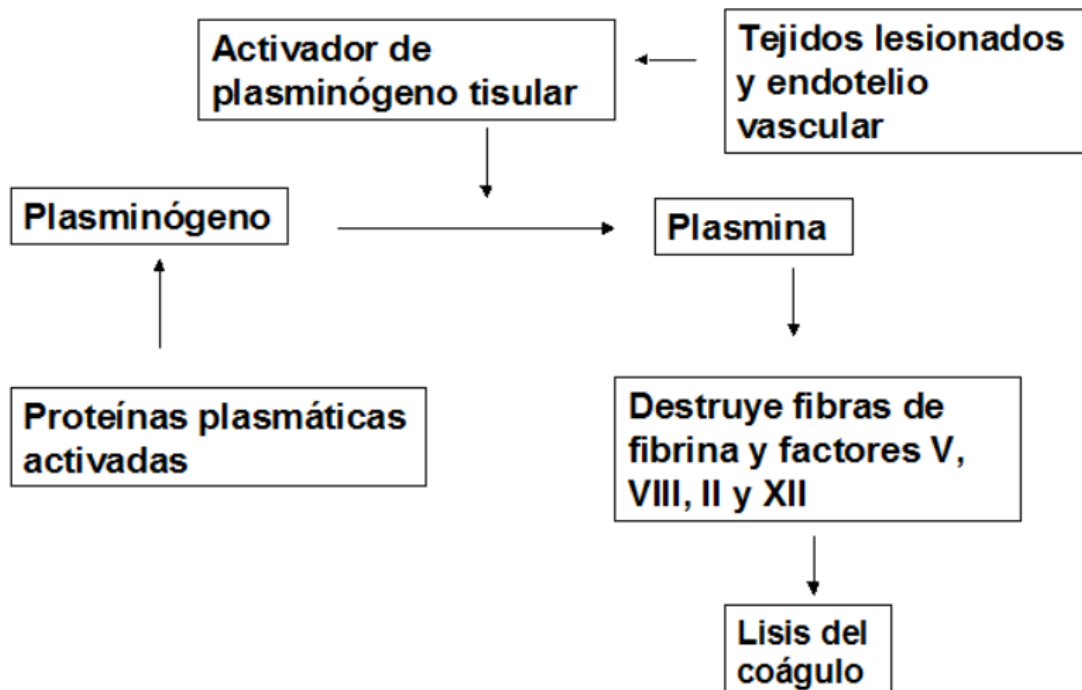 Activador de
plasminógeno tisular
Tejidos lesionados
y endotelio
vascular
Plasminógeno
Plasmina
Proteínas plasmáticas
activadas
Destruye fibras de
fibrina y factores V,
VIII, II y XII
Lisis del
coágulo